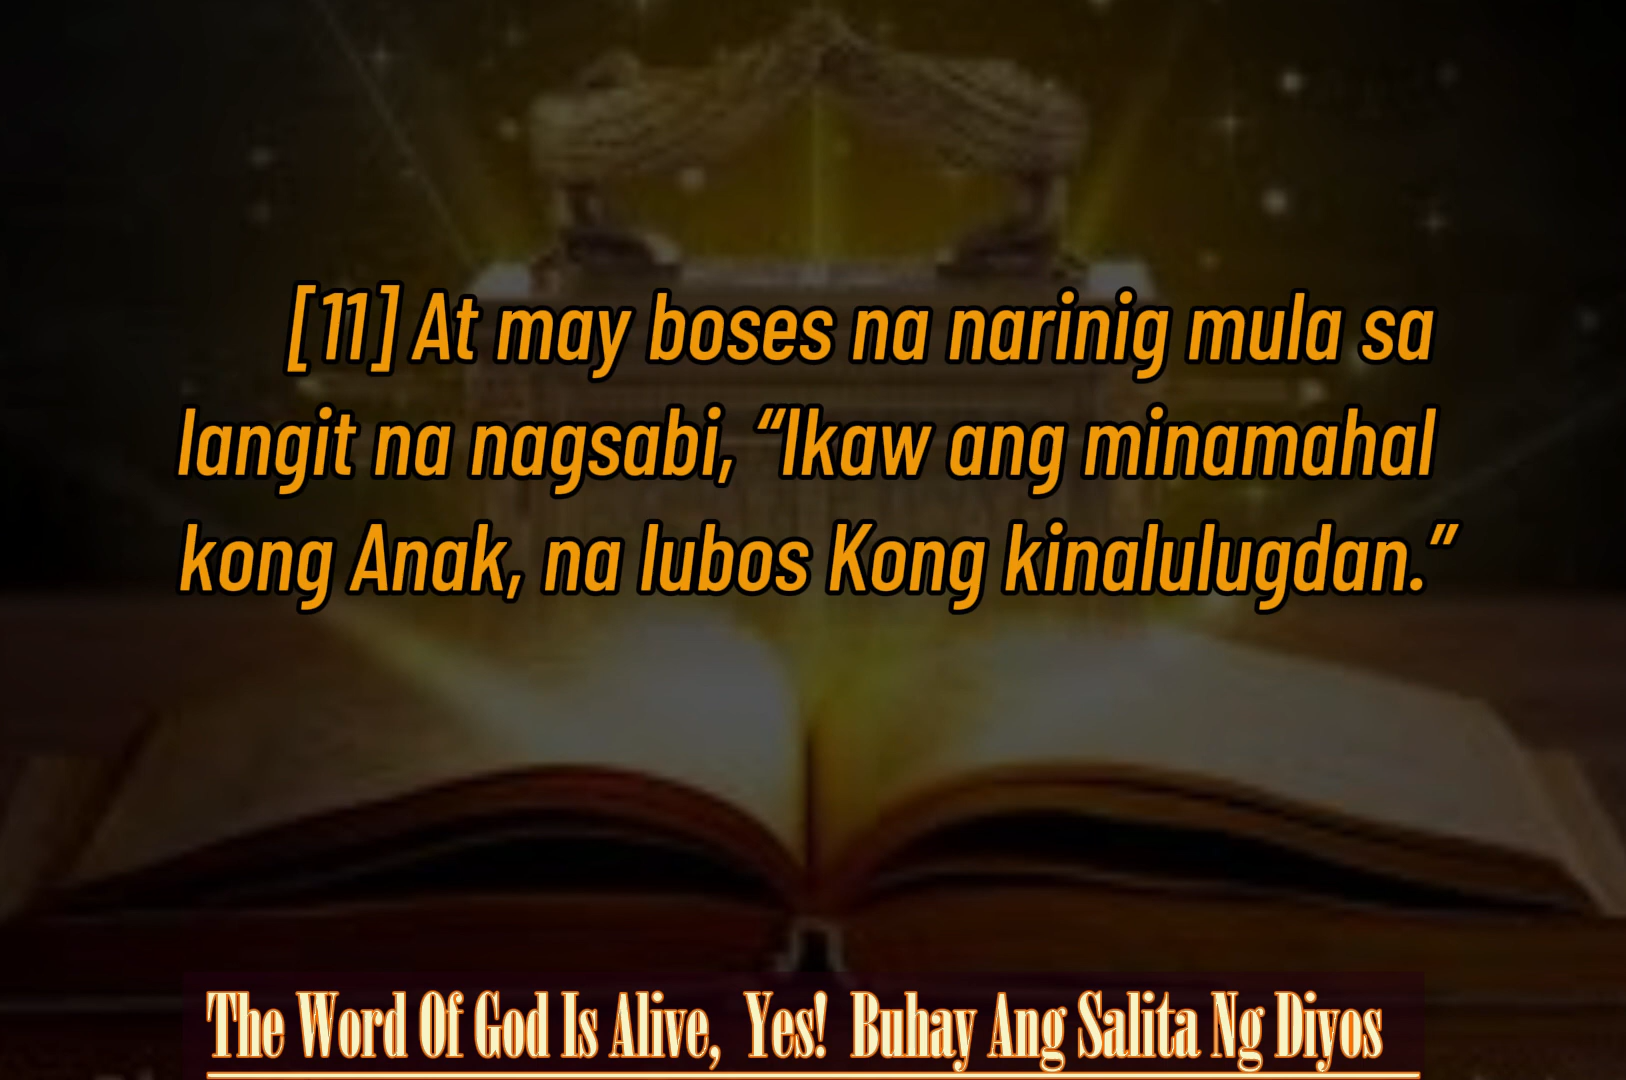 [11] At may boses na narinig mula sa
langit na nagsabi, “Ikaw ang minamahal
kong Anak, na lubos Kong kinalulugdan.”
The Word Of God Is Alive, Yes! Buhay Ang Salita Ng Diyos